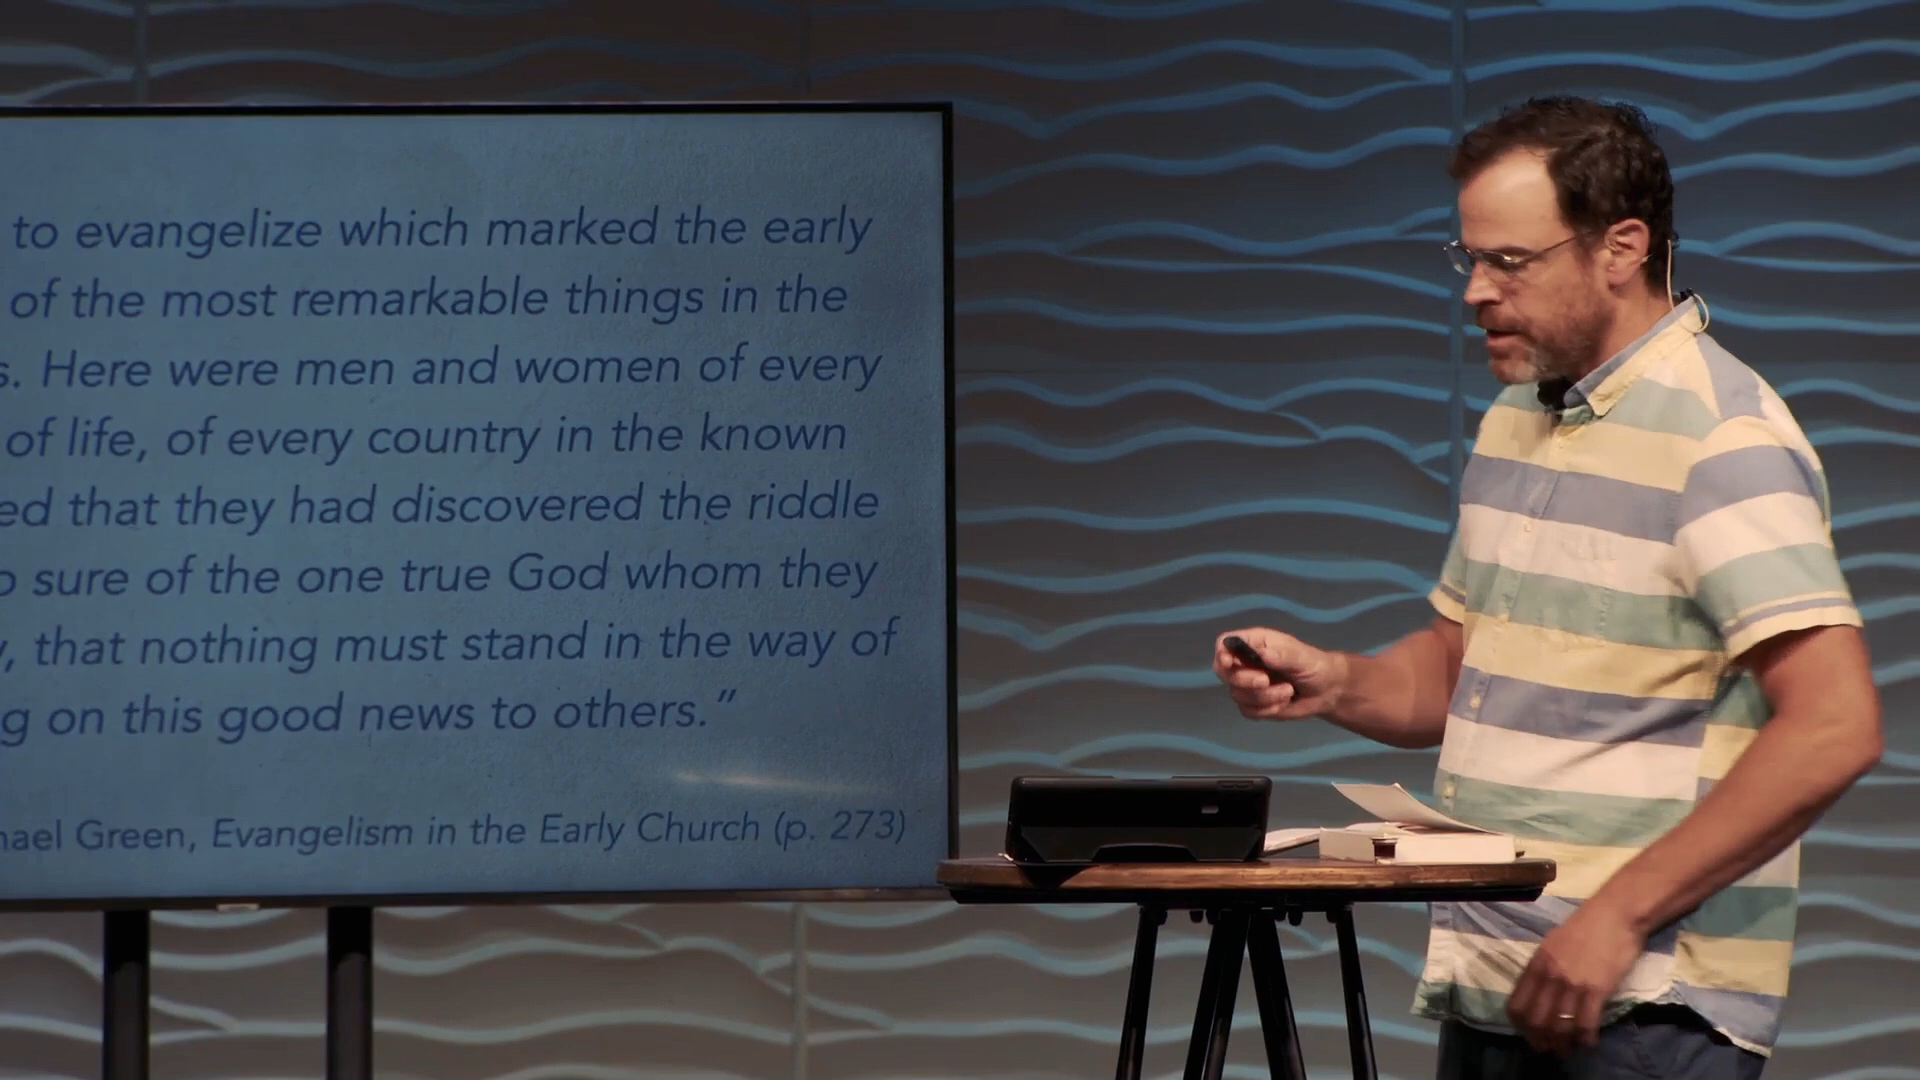 to evangelize which marked the early
of the most remarkable things in the
s. Here were men and women of every
of life, of every country in the known
ed that they had discovered the riddle
sure of the one true God whom they
, that nothing must stand in the way of
g on this good news to others."
hael Green, Evangelism in the Early Church (p. 273)